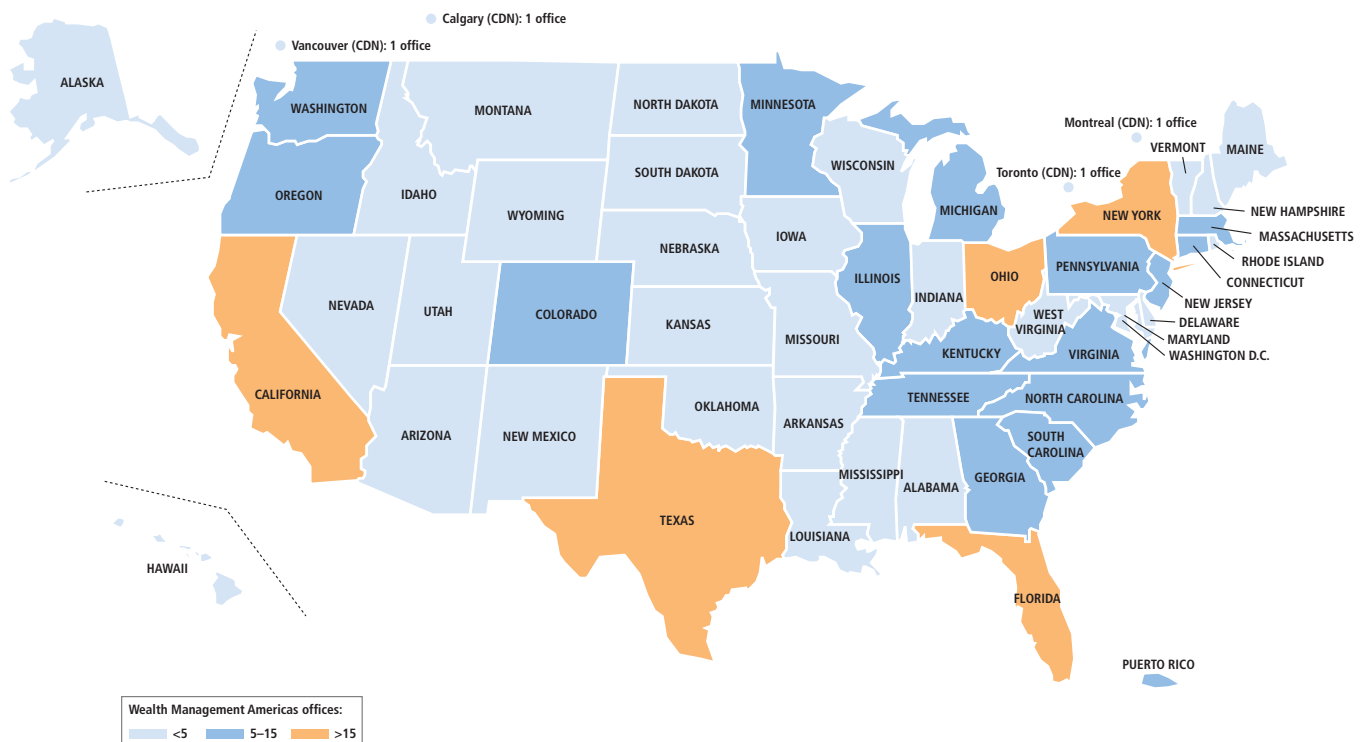 Calgary (CDN): 1 office
Vancouver (CDN): 1 office
ALASKA
WASHINGTON
MONTANA
NORTH DAKOTA
MINNESOTA
Montreal (CDN): 1 office
VERMONT
MAINE
WISCONSIN
SOUTH DAKOTA
Toronto (CDN): 1 office
OREGON
IDAHO
WYOMING
MICHIGAN
NEW YORK
NEW HAMPSHIRE
MASSACHUSETTS
IOWA
NEBRASKA
RHODE ISLAND
PENNSYLVANIA
ILLINOIS
OHIO
CONNECTICUT
INDIANA
NEVADA
UTAH
COLORADO
KANSAS
NEW JERSEY
WEST
VIRGINIA
DELAWARE
MISSOURI
MARYLAND
KENTUCKY
VIRGINIA
WASHINGTON D.C.
CALIFORNIA
TENNESSEE
NORTH CAROLINA
OKLAHOMA
ARKANSAS
ARIZONA
NEW MEXICO
SOUTH
CAROLINA
MISSISSIPPI
GEORGIA
ALABAMA
TEXAS
LOUISIANA
HAWAII
FLORIDA
PUERTO RICO
Wealth Management Americas offices:
<5 5–15 >15